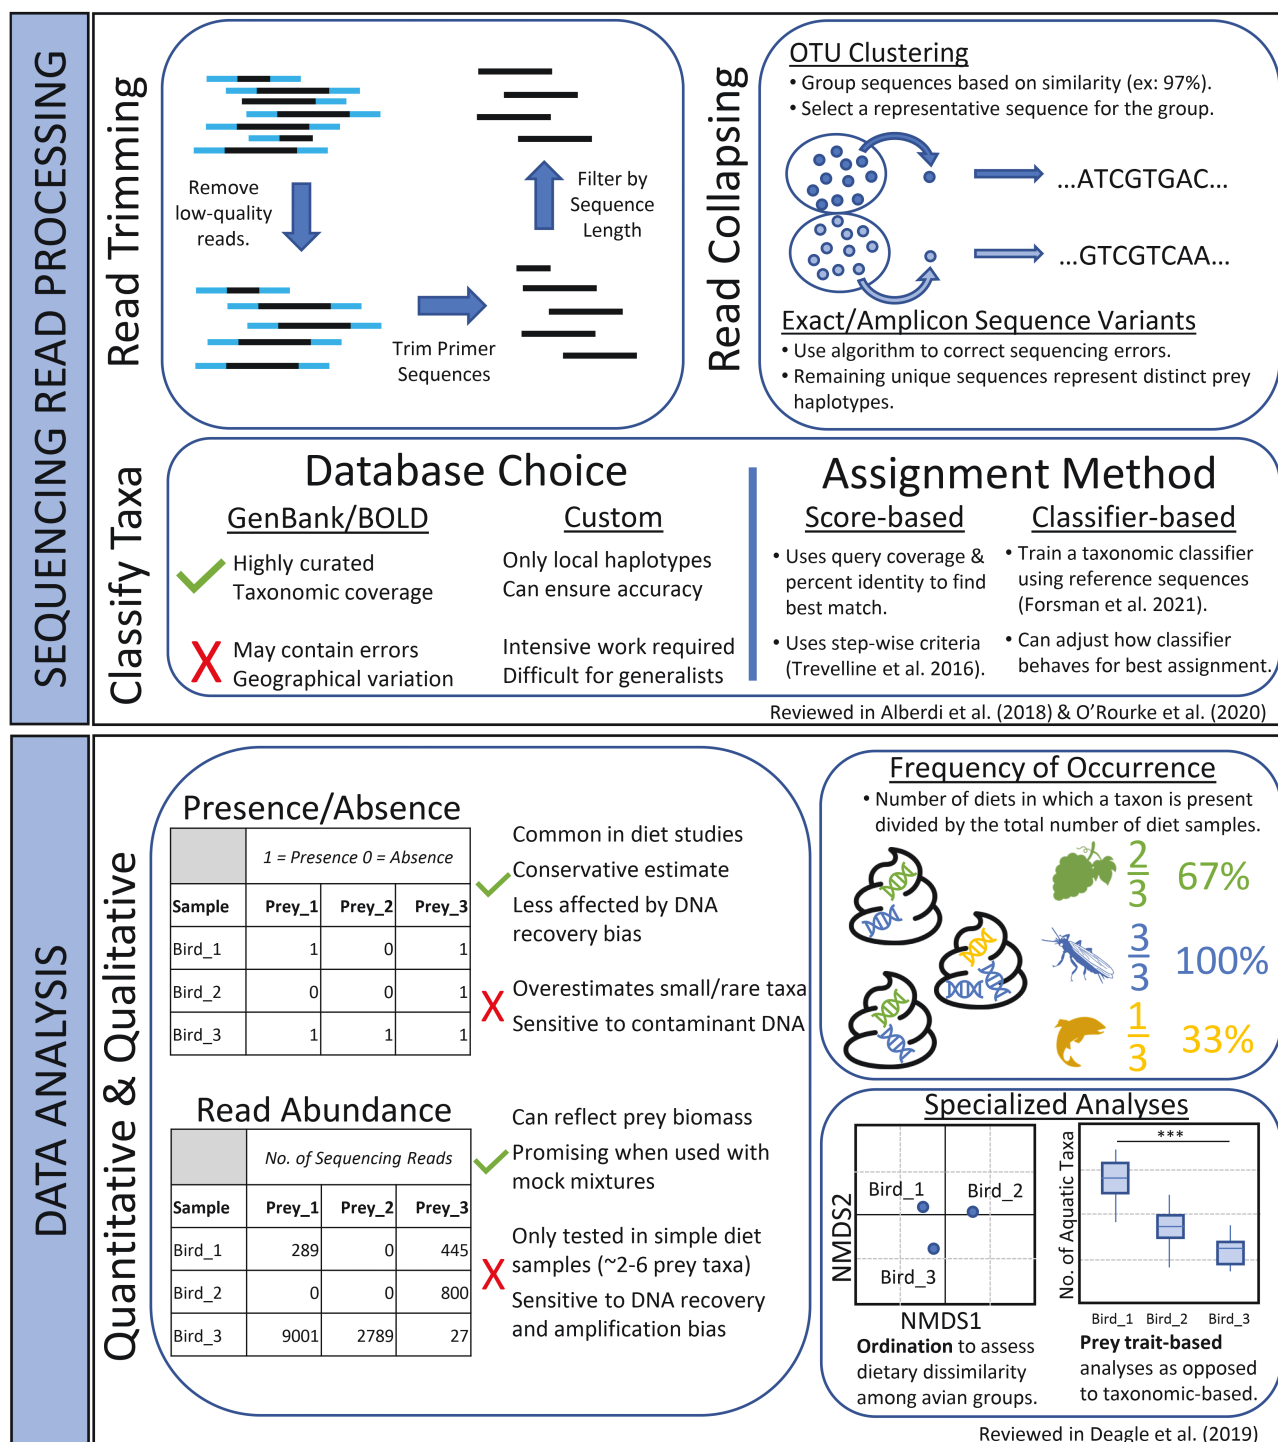 SEQUENCING READ PROCESSING
Read Trimming
Remove
low-quality
reads.
Trim Primer
Sequences
Filter by
Sequence
Length
Read Collapsing
OTU Clustering
• Group sequences based on similarity (ex: 97%).
• Select a representative sequence for the group.
...ATCGTGAC...
...GTCGTCAA...
Exact/Amplicon Sequence Variants
• Use algorithm to correct sequencing errors.
• Remaining unique sequences represent distinct prey
haplotypes.
Classify Taxa
Database Choice
GenBank/BOLD
Highly curated
Taxonomic coverage
X
May contain errors
Geographical variation
Custom
Only local haplotypes
Can ensure accuracy
Intensive work required
Difficult for generalists
Assignment Method
Score-based
• Uses query coverage &
percent identity to find
best match.
• Uses step-wise criteria
(Trevelline et al. 2016).
Classifier-based
• Train a taxonomic classifier
using reference sequences
(Forsman et al. 2021).
• Can adjust how classifier
behaves for best assignment.
Reviewed in Alberdi et al. (2018) & O'Rourke et al. (2020)
DATA ANALYSIS
Quantitative & Qualitative
Presence/Absence
1 = Presence 0 = Absence
Sample Prey_1 Prey_2 Prey_3
Bird_1 1 0 1
Bird_2 0 0 1
Bird_3 1 1 1
Common in diet studies
Conservative estimate
Less affected by DNA
recovery bias
X
Overestimates small/rare taxa
Sensitive to contaminant DNA
Read Abundance
No. of Sequencing Reads
Sample Prey_1 Prey_2 Prey_3
Bird_1 289 0 445
Bird_2 0 0 800
Bird_3 9001 2789 27
Can reflect prey biomass
Promising when used with
mock mixtures
X
Only tested in simple diet
samples (~2-6 prey taxa)
Sensitive to DNA recovery
and amplification bias
Frequency of Occurrence
• Number of diets in which a taxon is present
divided by the total number of diet samples.
2/3 67%
3/3 100%
1/3 33%
Specialized Analyses
NMDS2
Bird_1
Bird_2
Bird_3
NMDS1
Ordination to assess
dietary dissimilarity
among avian groups.
No. of Aquatic Taxa
***
Bird_1 Bird_2 Bird_3
Prey trait-based
analyses as opposed
to taxonomic-based.
Reviewed in Deagle et al. (2019)